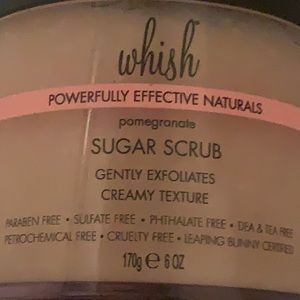 whish
POWERFULLY EFFECTIVE NATURALS
pomegranate
SUGAR SCRUB
GENTLY EXFOLIATES
CREAMY TEXTURE
PARABEN FREE • SULFATE FREE • PHTHALATE FREE • DEA & TEA FREE
PETROCHEMICAL FREE • CRUELTY FREE • LEAPING BUNNY CERTIFIED
170g e 6 OZ